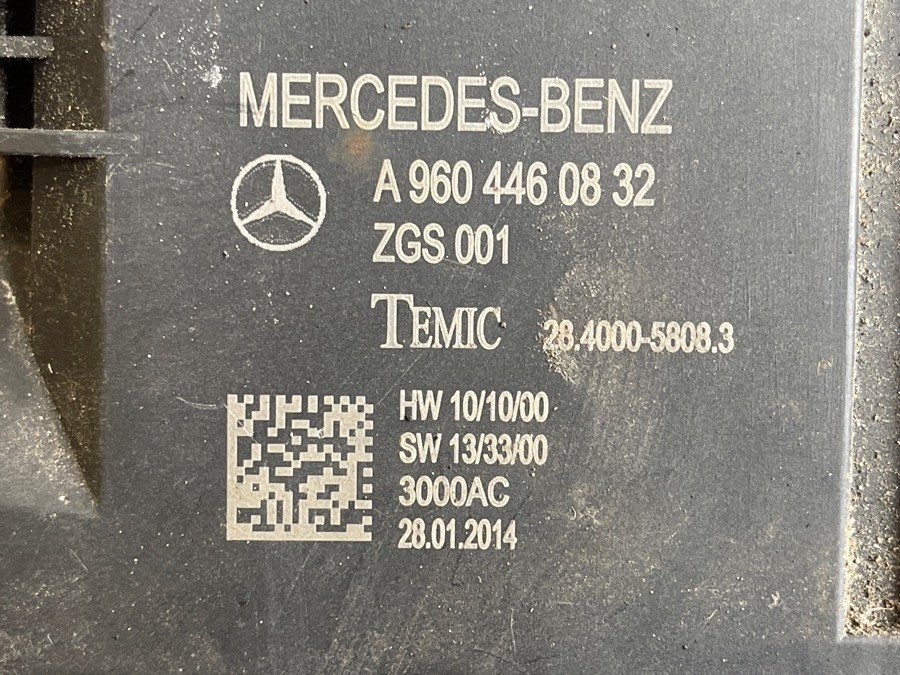 MERCEDES-BENZ
A 960 446 08 32
ZGS 001
TEMIC 28.4000-5808.3
HW 10/10/00
SW 13/33/00
3000AC
28.01.2014